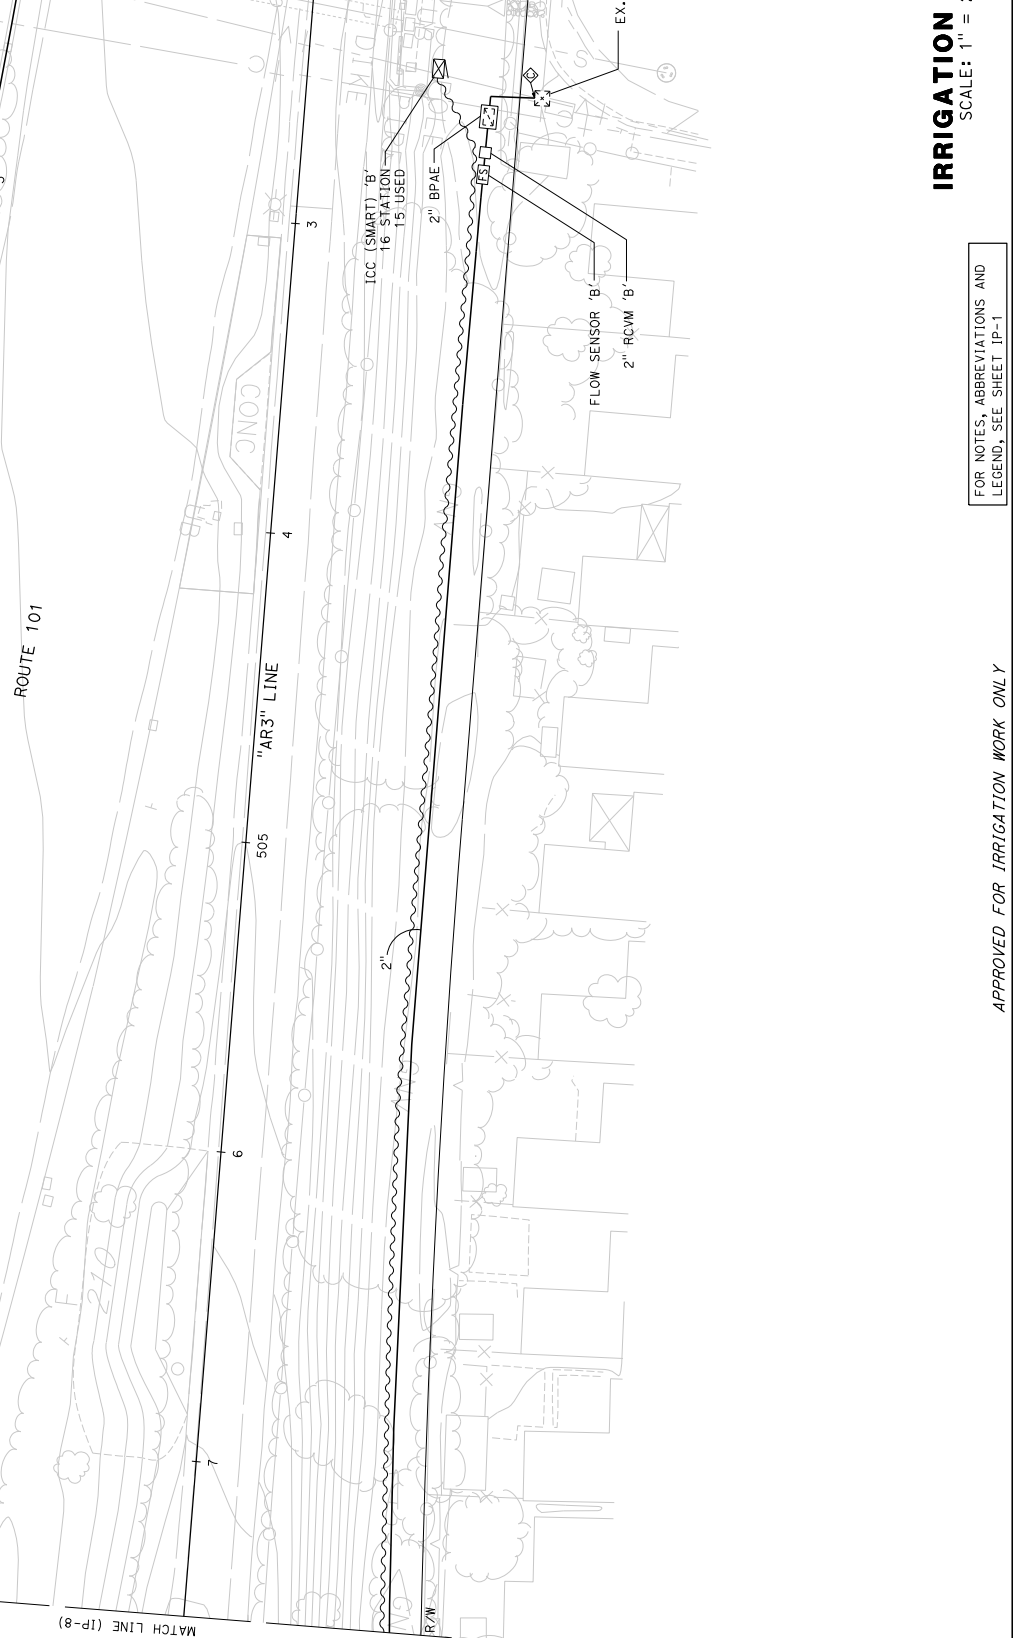 EX.
IRRIGATION
SCALE: 1" =
C
C
S
DIKE
ICC (SMART) 'B'
16 STATION
15 USED
2" BPAE
FS
FLOW SENSOR 'B'
2" RCVM 'B'
3
CONC
4
FOR NOTES, ABBREVIATIONS AND
LEGEND, SEE SHEET IP-1
ROUTE 101
"AR3" LINE
505
2"
APPROVED FOR IRRIGATION WORK ONLY
6
210
7
R/W
MATCH LINE (IP-8)